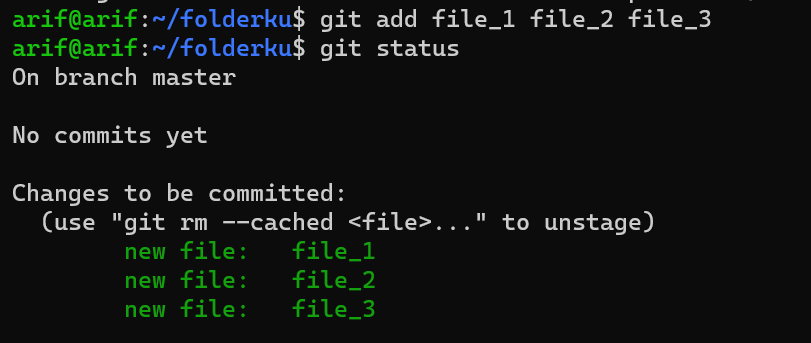 arif@arif:~/folderku$ git add file_1 file_2 file_3
arif@arif:~/folderku$ git status
On branch master
No commits yet
Changes to be committed:
(use "git rm --cached <file>..." to unstage)
new file: file_1
new file: file_2
new file: file_3